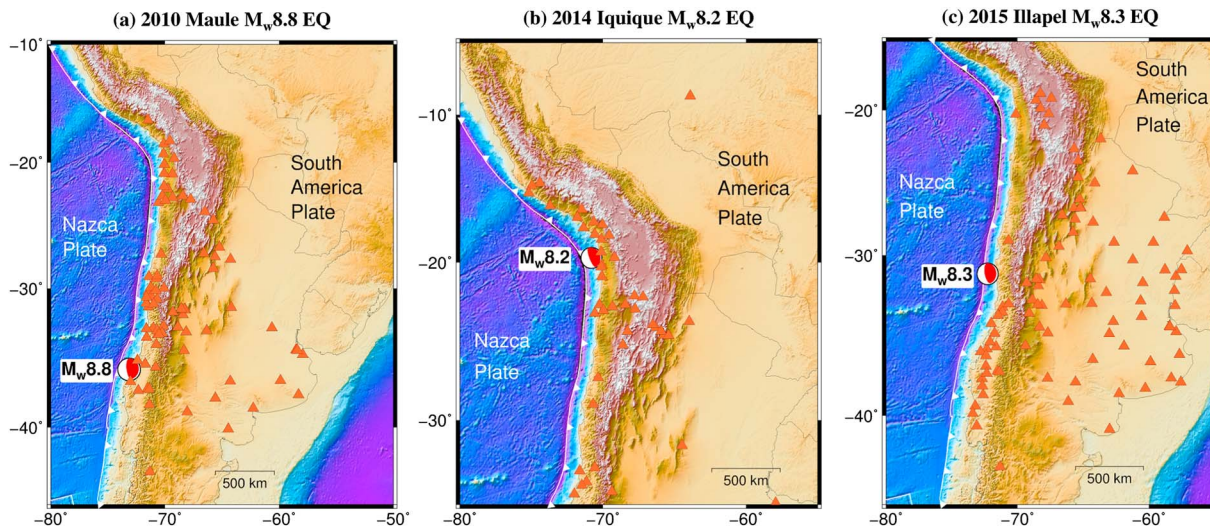 (a) 2010 Maule Mw8.8 EQ
−10˚
−20˚
−30˚
−40˚
−80
−70
−60
−50
South
America
Plate
Nazca
Plate
Mw8.8
500 km
(b) 2014 Iquique Mw8.2 EQ
−10˚
−20˚
−30˚
−80
−70
−60
South
America
Plate
Mw8.2
Nazca
Plate
500 km
(c) 2015 Illapel Mw8.3 EQ
−20˚
−30˚
−40˚
−80
−70
−60
South
America
Plate
Nazca
Plate
Mw8.3
500 km